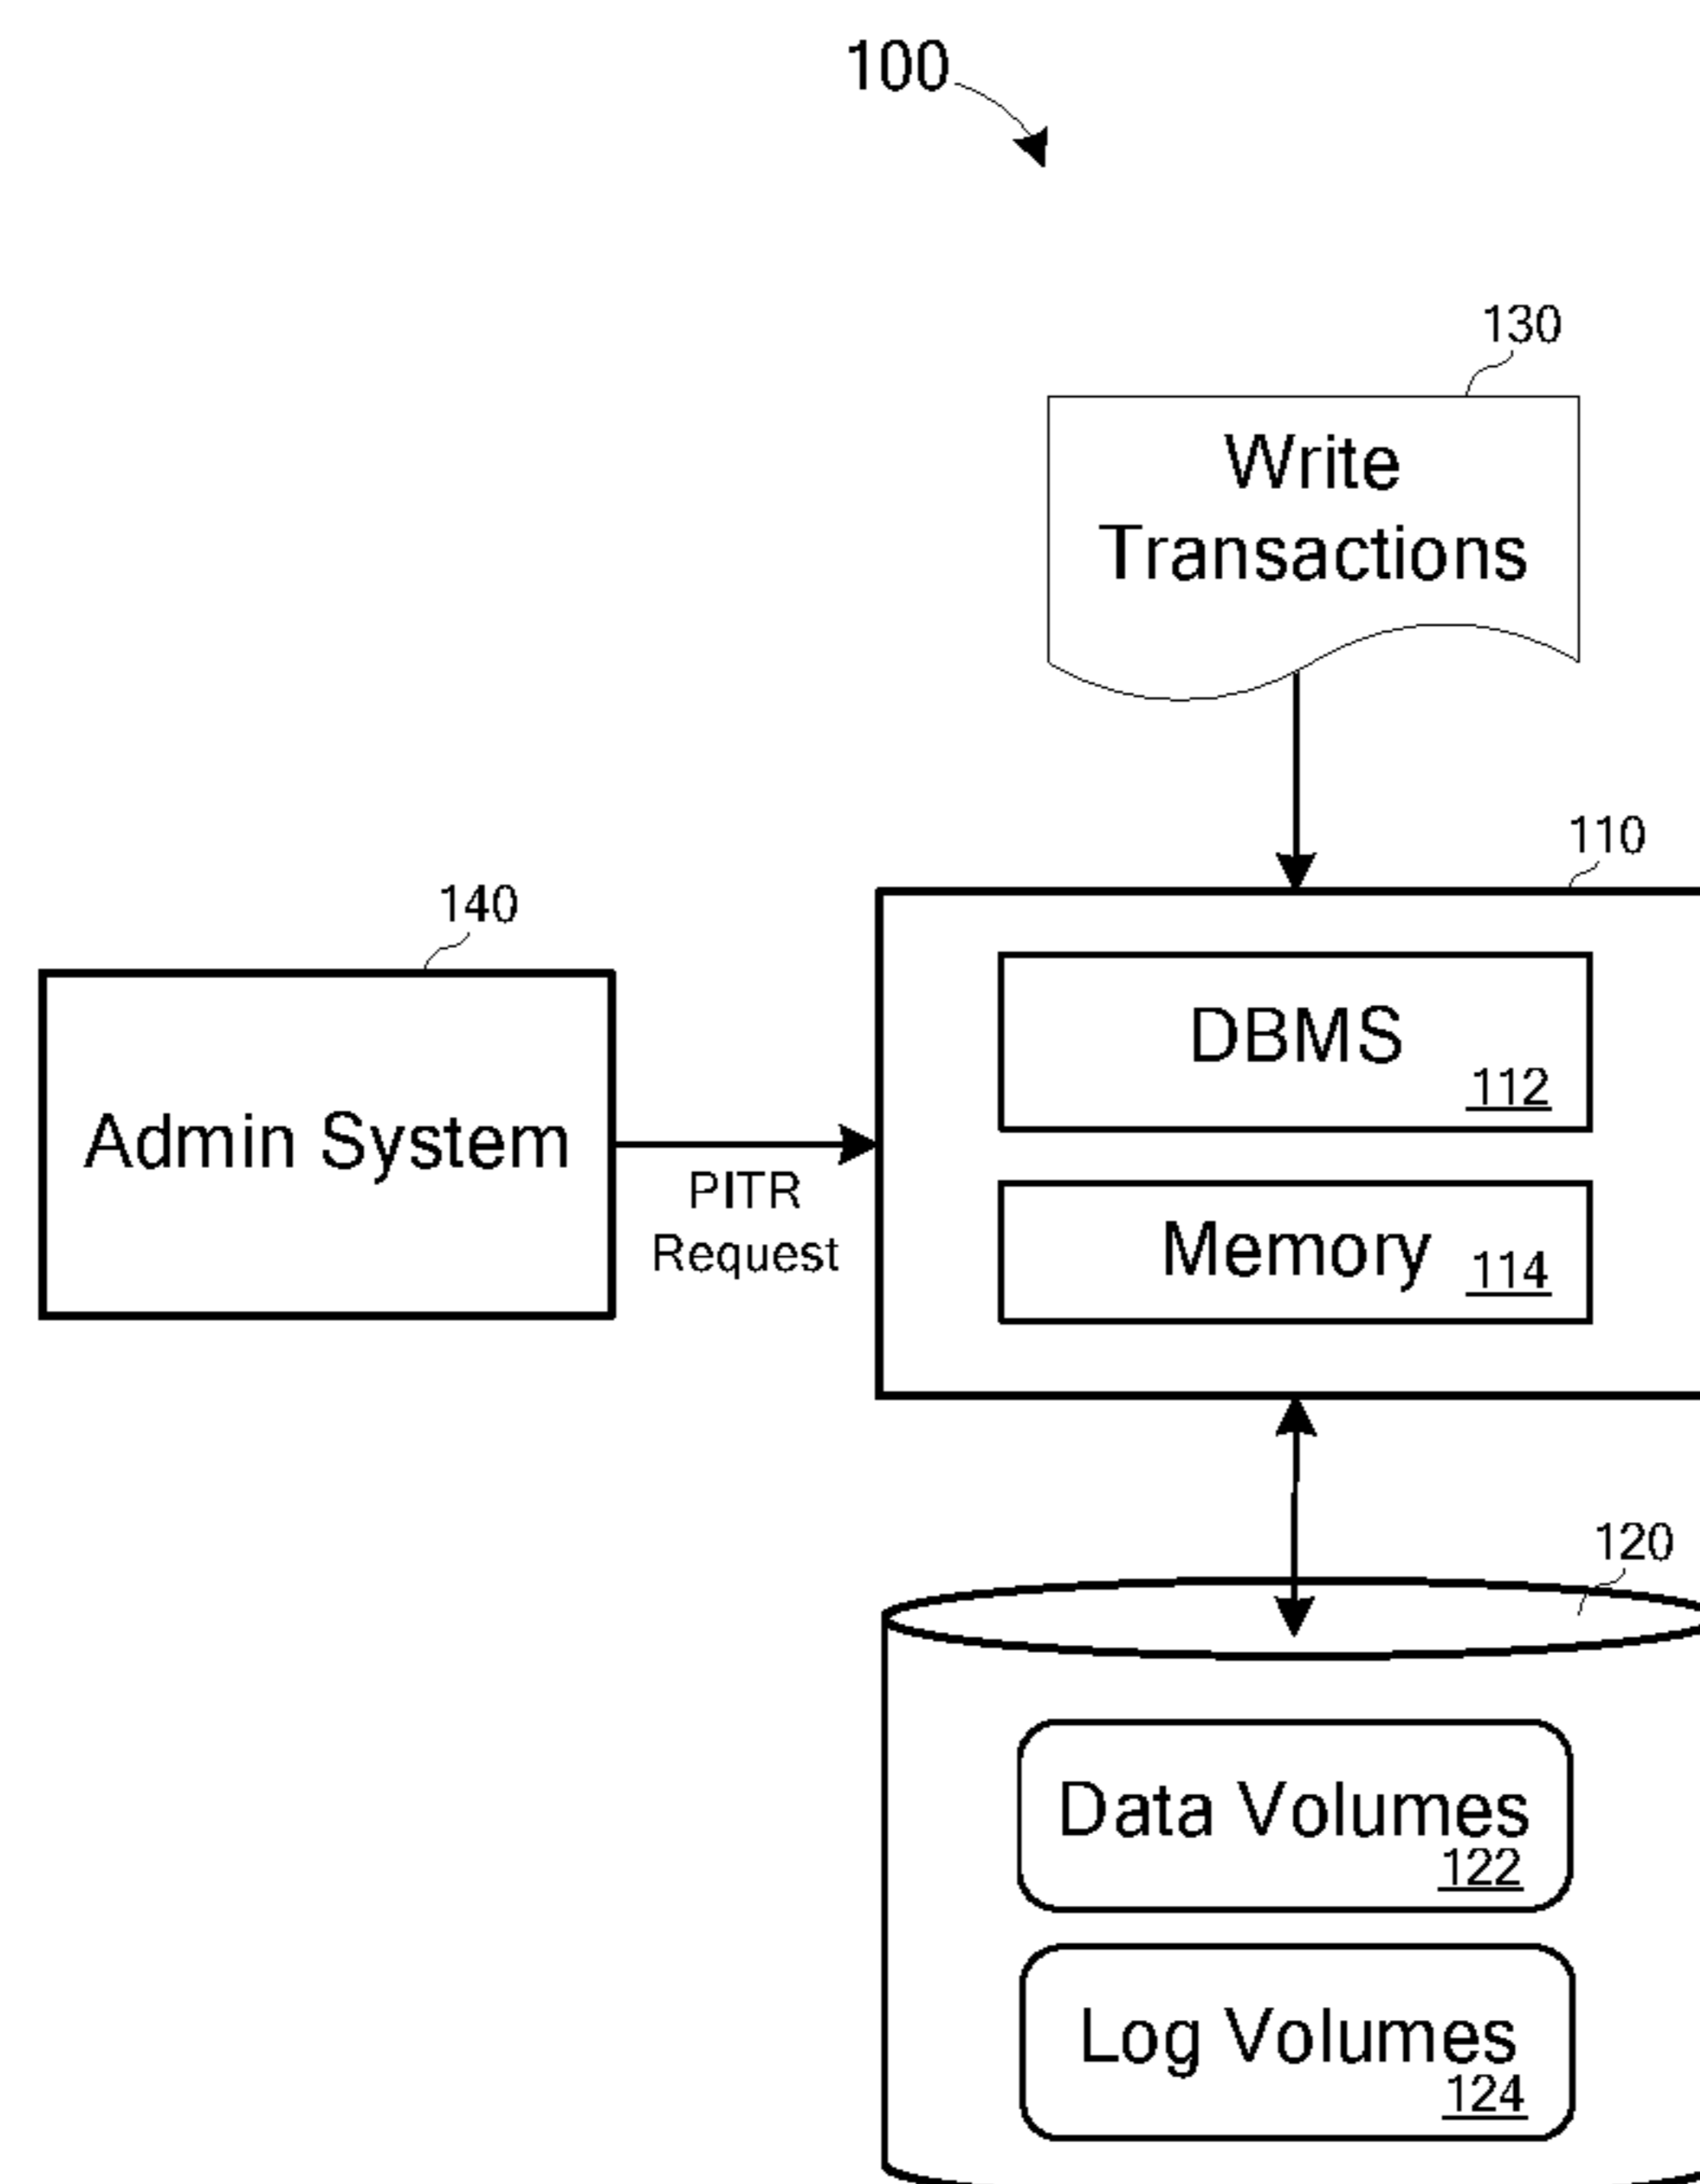 100
130
Write
Transactions
110
140
DBMS
112
Admin System
PITR
Request
Memory
114
120
Data Volumes
122
Log Volumes
124